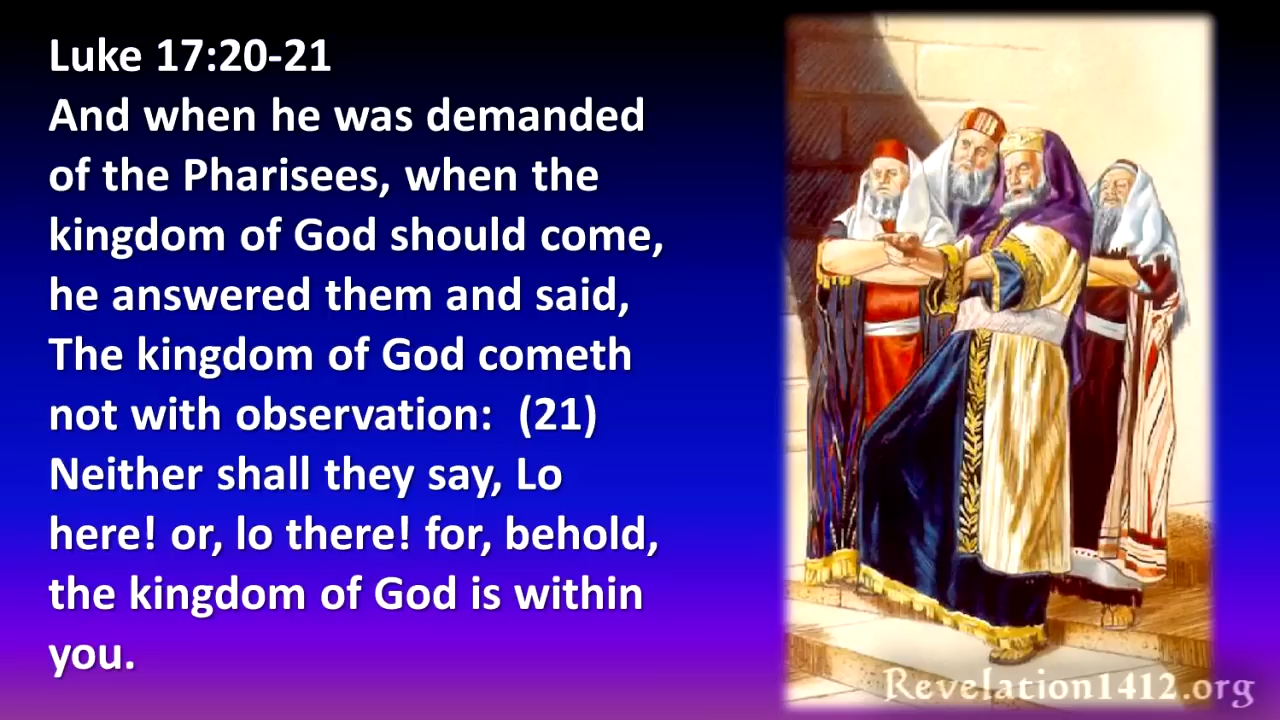 Luke 17:20-21
And when he was demanded
of the Pharisees, when the
kingdom of God should come,
he answered them and said,
The kingdom of God cometh
not with observation:  (21)
Neither shall they say, Lo
here! or, lo there! for, behold,
the kingdom of God is within
you.
Revelation1412.org